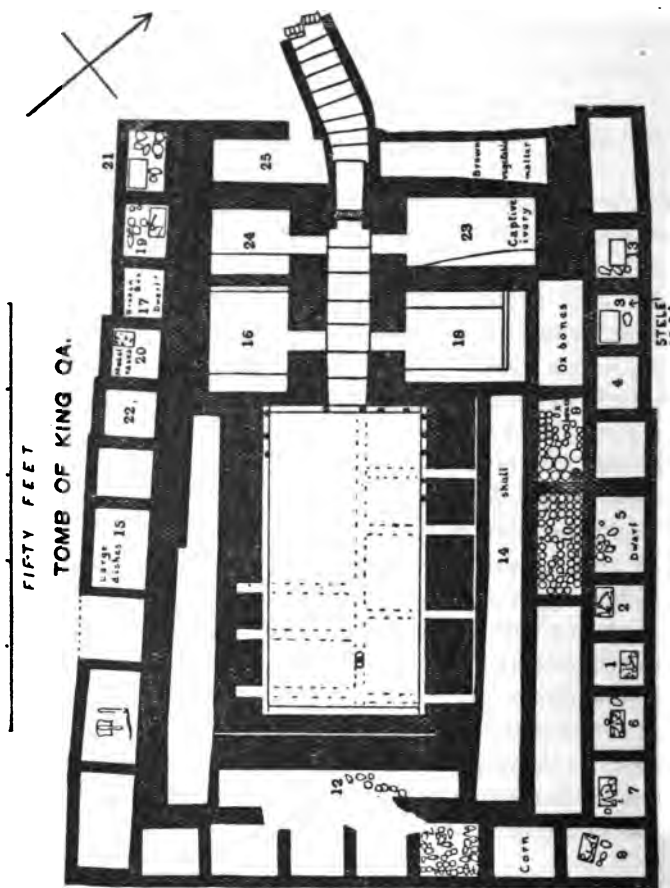 FIFTY FEET
TOMB OF KING QA.
21
25
Brown
vegetable
matter
19
24
23
Captive
ivory
13
17
Dwarf
3
STELE
20
16
18
Ox bones
4
22
9
Large
dishes 15
14 shall
5
Dwarf
2
1
6
12
7
Corn
8